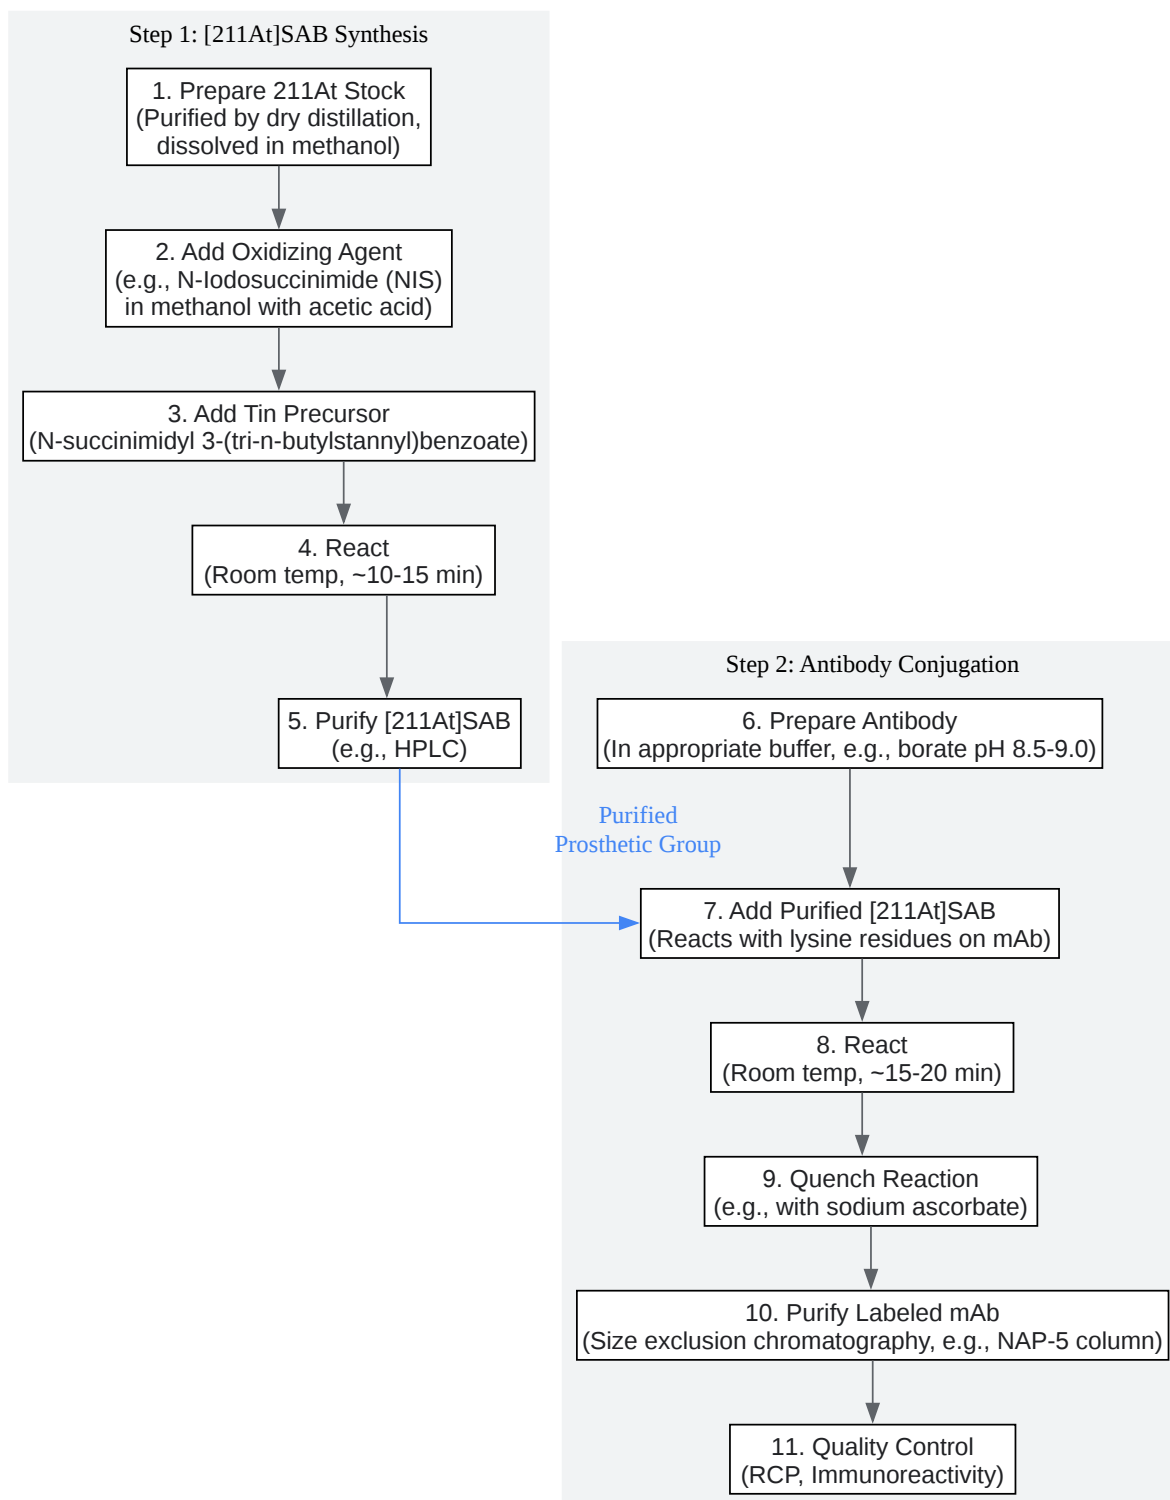 Step 1: [211At]SAB Synthesis
1. Prepare 211At Stock
(Purified by dry distillation,
dissolved in methanol)
2. Add Oxidizing Agent
(e.g., N-Iodosuccinimide (NIS)
in methanol with acetic acid)
3. Add Tin Precursor
(N-succinimidyl 3-(tri-n-butylstannyl)benzoate)
4. React
(Room temp, ~10-15 min)
5. Purify [211At]SAB
(e.g., HPLC)
Step 2: Antibody Conjugation
6. Prepare Antibody
(In appropriate buffer, e.g., borate pH 8.5-9.0)
Purified
Prosthetic Group
7. Add Purified [211At]SAB
(Reacts with lysine residues on mAb)
8. React
(Room temp, ~15-20 min)
9. Quench Reaction
(e.g., with sodium ascorbate)
10. Purify Labeled mAb
(Size exclusion chromatography, e.g., NAP-5 column)
11. Quality Control
(RCP, Immunoreactivity)